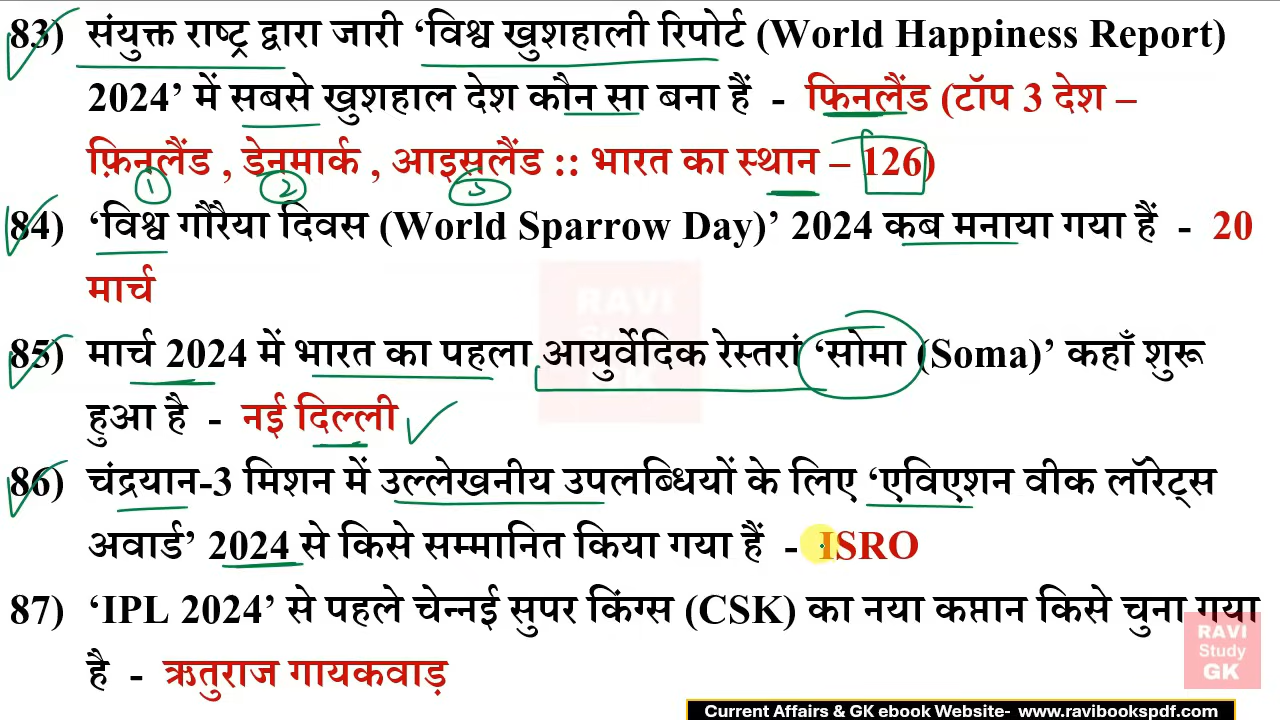 83) संयुक्त राष्ट्र द्वारा जारी ‘विश्व खुशहाली रिपोर्ट (World Happiness Report)
2024’ में सबसे खुशहाल देश कौन सा बना हैं - फिनलैंड (टॉप 3 देश –
फ़िनलैंड , डेनमार्क , आइसलैंड :: भारत का स्थान – 126)
1 2 3
84) ‘विश्व गौरैया दिवस (World Sparrow Day)’ 2024 कब मनाया गया हैं - 20
मार्च
85) मार्च 2024 में भारत का पहला आयुर्वेदिक रेस्तरां ‘सोमा (Soma)’ कहाँ शुरू
हुआ है - नई दिल्ली
86) चंद्रयान-3 मिशन में उल्लेखनीय उपलब्धियों के लिए ‘एविएशन वीक लॉरेट्स
अवार्ड’ 2024 से किसे सम्मानित किया गया हैं - ISRO
87) ‘IPL 2024’ से पहले चेन्नई सुपर किंग्स (CSK) का नया कप्तान किसे चुना गया
है - ऋतुराज गायकवाड़
RAVI
Study
GK
Current Affairs & GK ebook Website- www.ravibookspdf.com